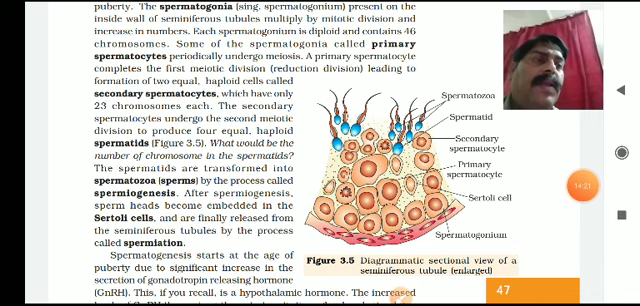 puberty. The spermatogonia (sing. spermatogonium) present on the
inside wall of seminiferous tubules multiply by mitotic division and
increase in numbers. Each spermatogonium is diploid and contains 46
chromosomes. Some of the spermatogonia called primary
spermatocytes periodically undergo meiosis. A primary spermatocyte
completes the first meiotic division (reduction division) leading to
formation of two equal, haploid cells called
secondary spermatocytes, which have only
23 chromosomes each. The secondary
spermatocytes undergo the second meiotic
division to produce four equal, haploid
spermatids (Figure 3.5). What would be the
number of chromosome in the spermatids?
The spermatids are transformed into
spermatozoa (sperms) by the process called
spermiogenesis. After spermiogenesis,
sperm heads become embedded in the
Sertoli cells, and are finally released from
the seminiferous tubules by the process
called spermiation.
Spermatogenesis starts at the age of
puberty due to significant increase in the
secretion of gonadotropin releasing hormone
(GnRH). This, if you recall, is a hypothalamic hormone. The increased
Spermatozoa
Spermatid
Secondary
spermatocyte
Primary
spermatocyte
Sertoli cell
Spermatogonium
Figure 3.5 Diagrammatic sectional view of a
seminiferous tubule (enlarged)
47
14:21